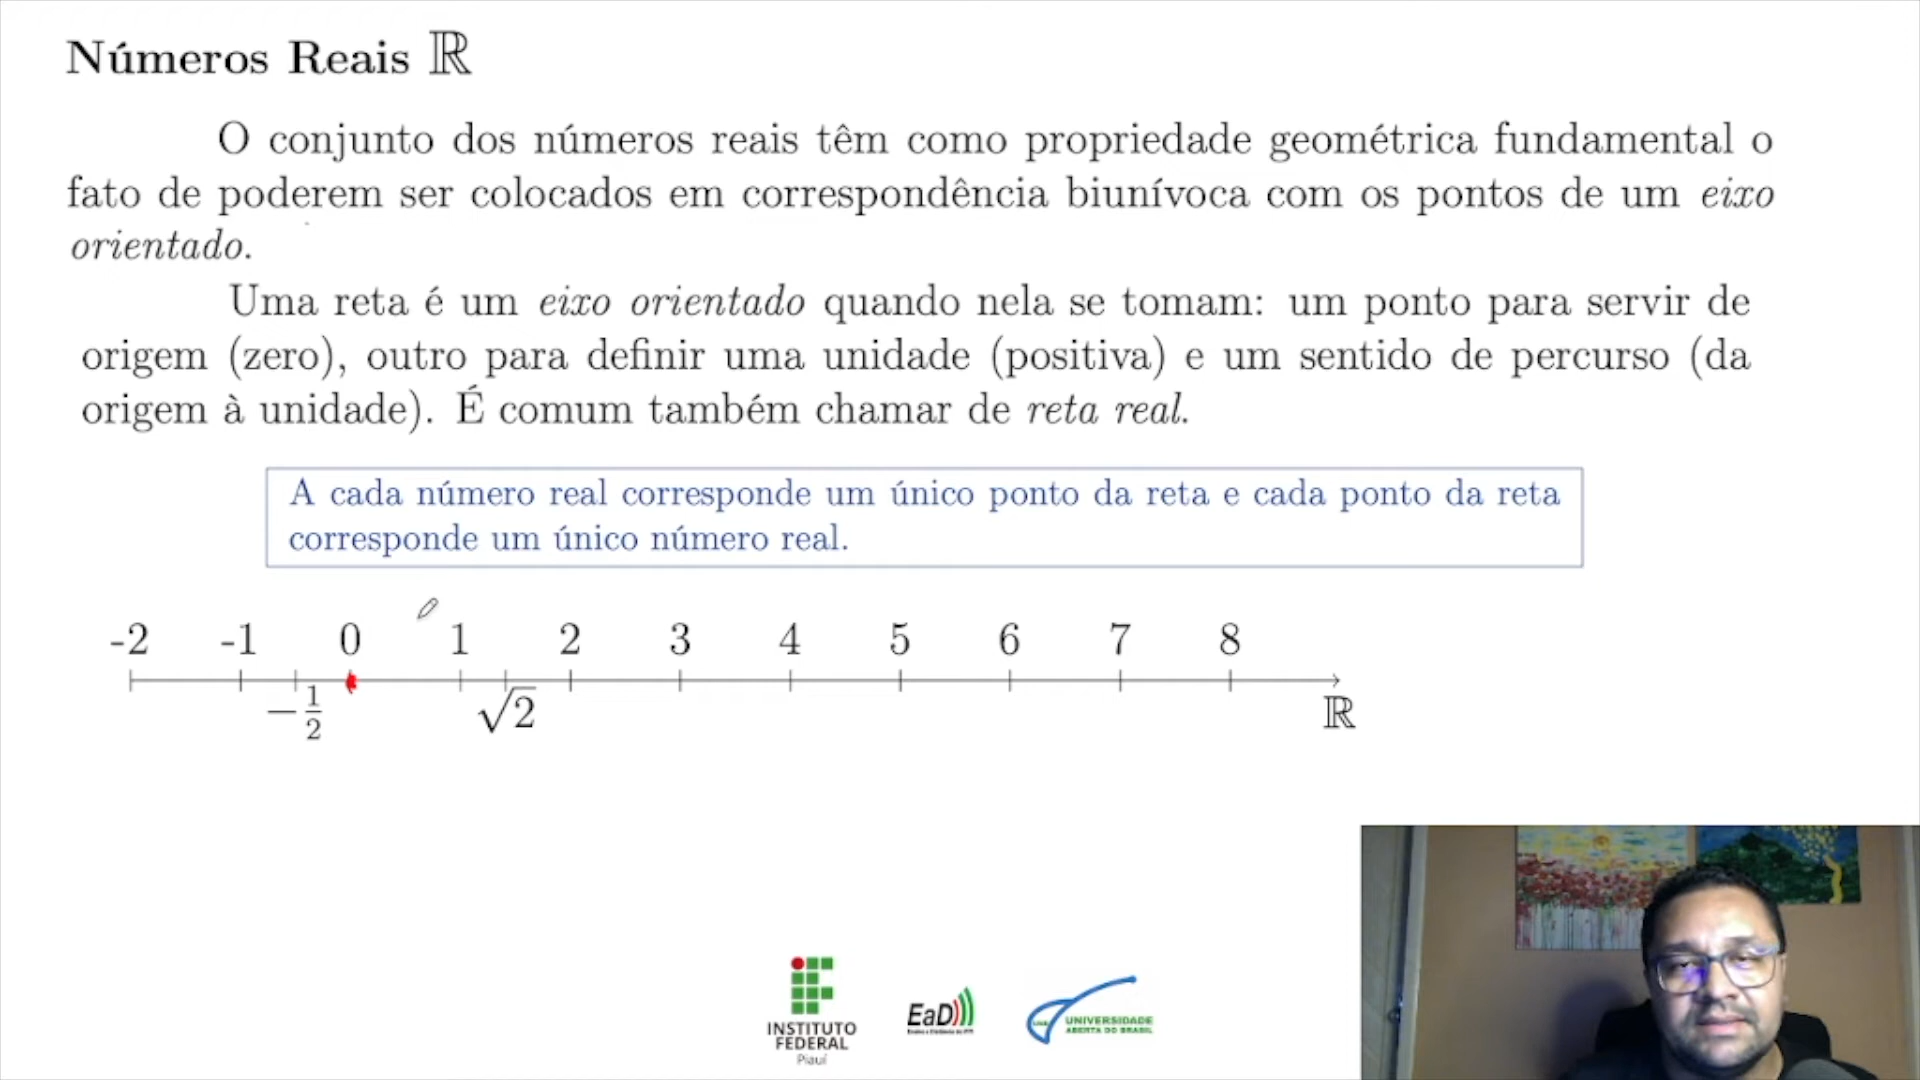 Números Reais ℝ
O conjunto dos números reais têm como propriedade geométrica fundamental o
fato de poderem ser colocados em correspondência biunívoca com os pontos de um eixo
orientado.
Uma reta é um eixo orientado quando nela se tomam: um ponto para servir de
origem (zero), outro para definir uma unidade (positiva) e um sentido de percurso (da
origem à unidade). É comum também chamar de reta real.
A cada número real corresponde um único ponto da reta e cada ponto da reta
corresponde um único número real.
-2 -1 0 1 2 3 4 5 6 7 8
−1/2 √2 ℝ
INSTITUTO
FEDERAL
Piauí
EaD
UNIVERSIDADE
ABERTA DO BRASIL